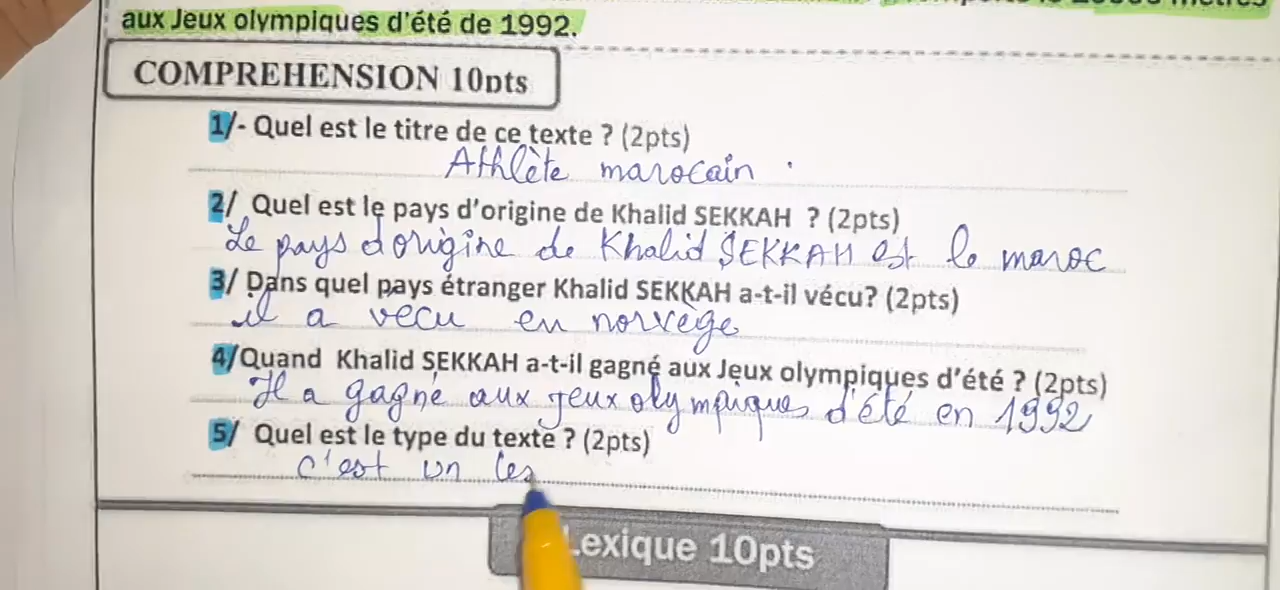 aux Jeux olympiques d'été de 1992.
COMPREHENSION 10pts
1/- Quel est le titre de ce texte ? (2pts)
Athlète marocain .
2/ Quel est le pays d'origine de Khalid SEKKAH ? (2pts)
Le pays d'origine de Khalid SEKKAH est le maroc
3/ Dans quel pays étranger Khalid SEKKAH a-t-il vécu? (2pts)
il a vécu en norvège
4/Quand Khalid SEKKAH a-t-il gagné aux Jeux olympiques d'été ? (2pts)
Il a gagné aux jeux olympiques d'été en 1992
5/ Quel est le type du texte ? (2pts)
c'est un
Lexique 10pts